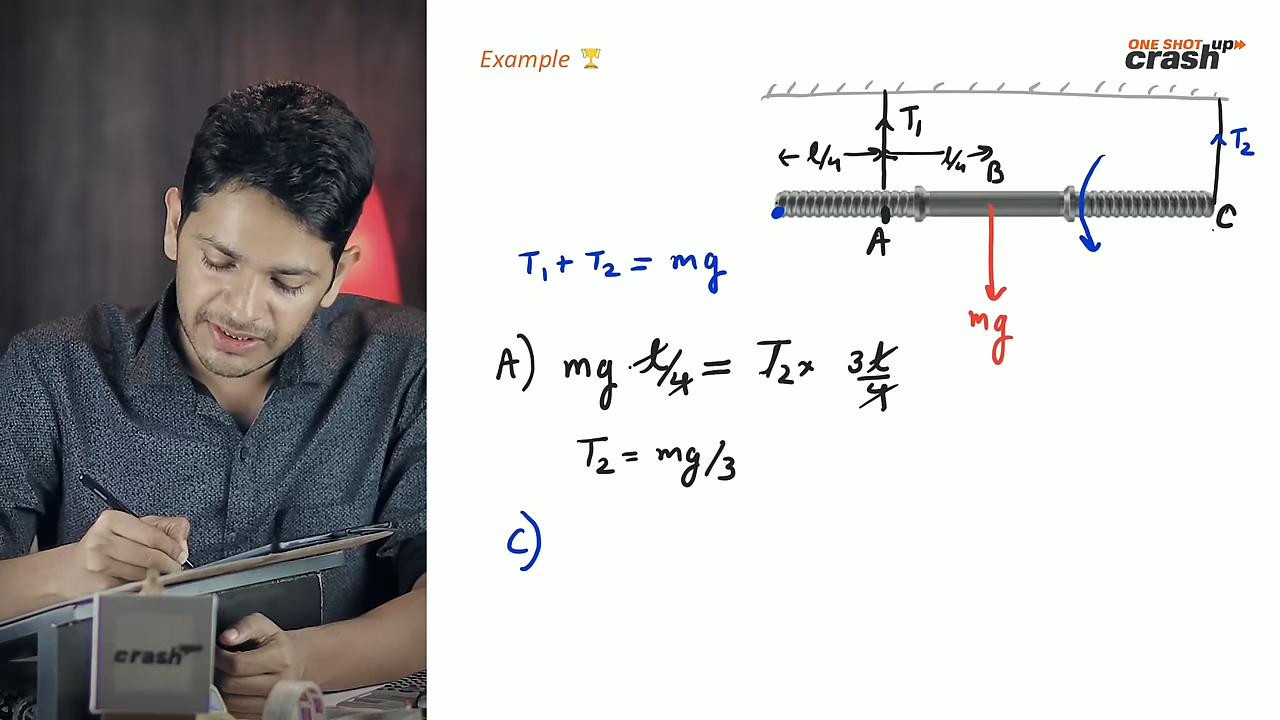 Example 🏆
ONE SHOT
crash up
T₁
T₂
l/4
l/4
B
A
C
mg
T₁ + T₂ = mg
A) mg · l/4 = T₂ × 3l/4
T₂ = mg/3
C)
crash